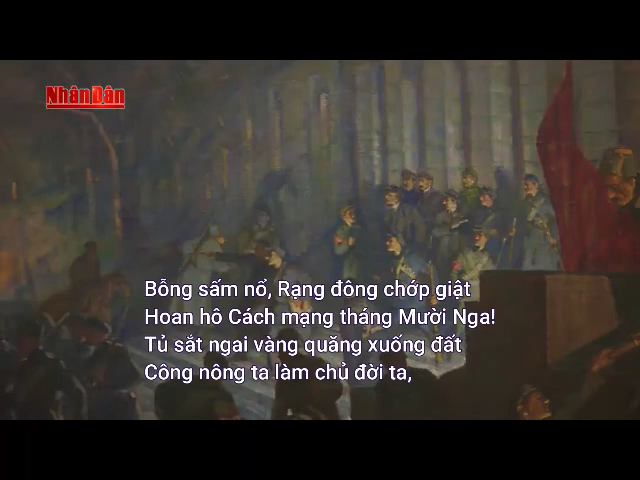 NhânDân
Bỗng sấm nổ, Rạng đông chớp giật
Hoan hô Cách mạng tháng Mười Nga!
Tủ sắt ngai vàng quăng xuống đất
Công nông ta làm chủ đời ta,